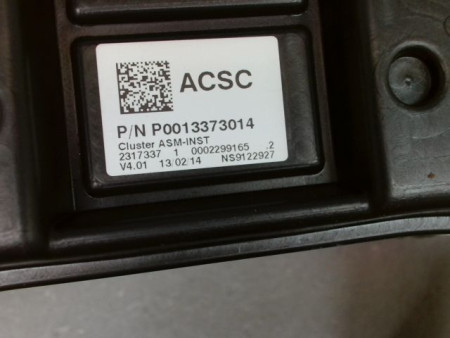 ACSC
P/N P0013373014
Cluster ASM-INST
2317337 1 0002299165 .2
V4.01 13/02/14 NS9122927